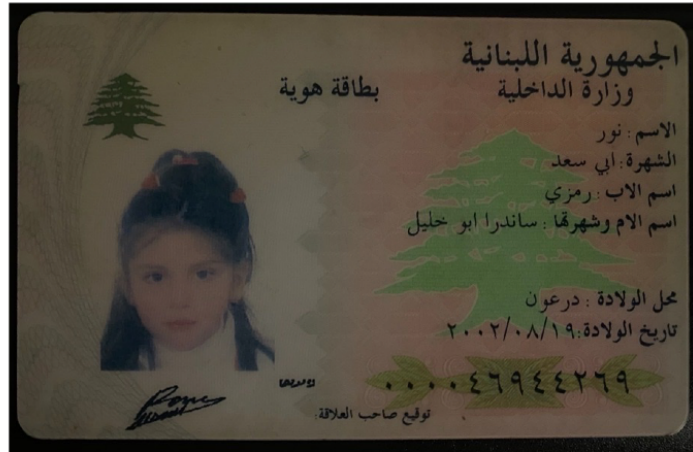 الجمهورية اللبنانية
وزارة الداخلية
بطاقة هوية
الاسم : نور
الشهرة : ابي سعد
اسم الاب : رمزي
اسم الام وشهرتها : ساندرا ابو خليل
محل الولادة : درعون
تاريخ الولادة : ٢٠٠٢/٠٨/١٩
٠٠٠٠٤٦٩٤٤٢٦٩
توقيع صاحب العلاقة: